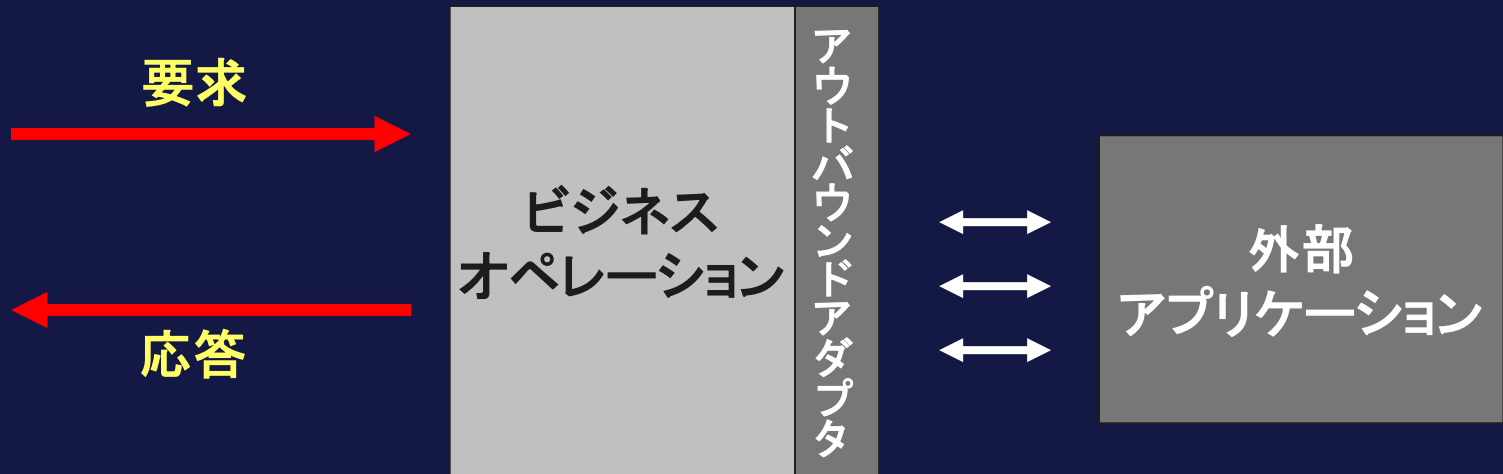 要求
応答
ビジネス
オペレーション
アウトバウンドアダプタ
外部
アプリケーション